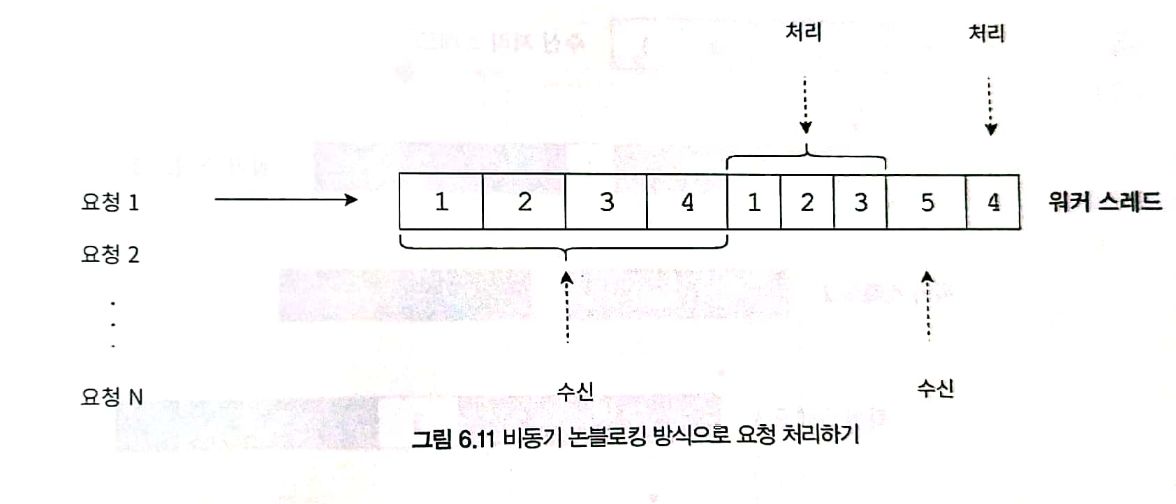 처리 처리
요청 1 1 2 3 4 1 2 3 5 4 워커 스레드
요청 2
요청 N 수신 수신
그림 6.11 비동기 논블로킹 방식으로 요청 처리하기